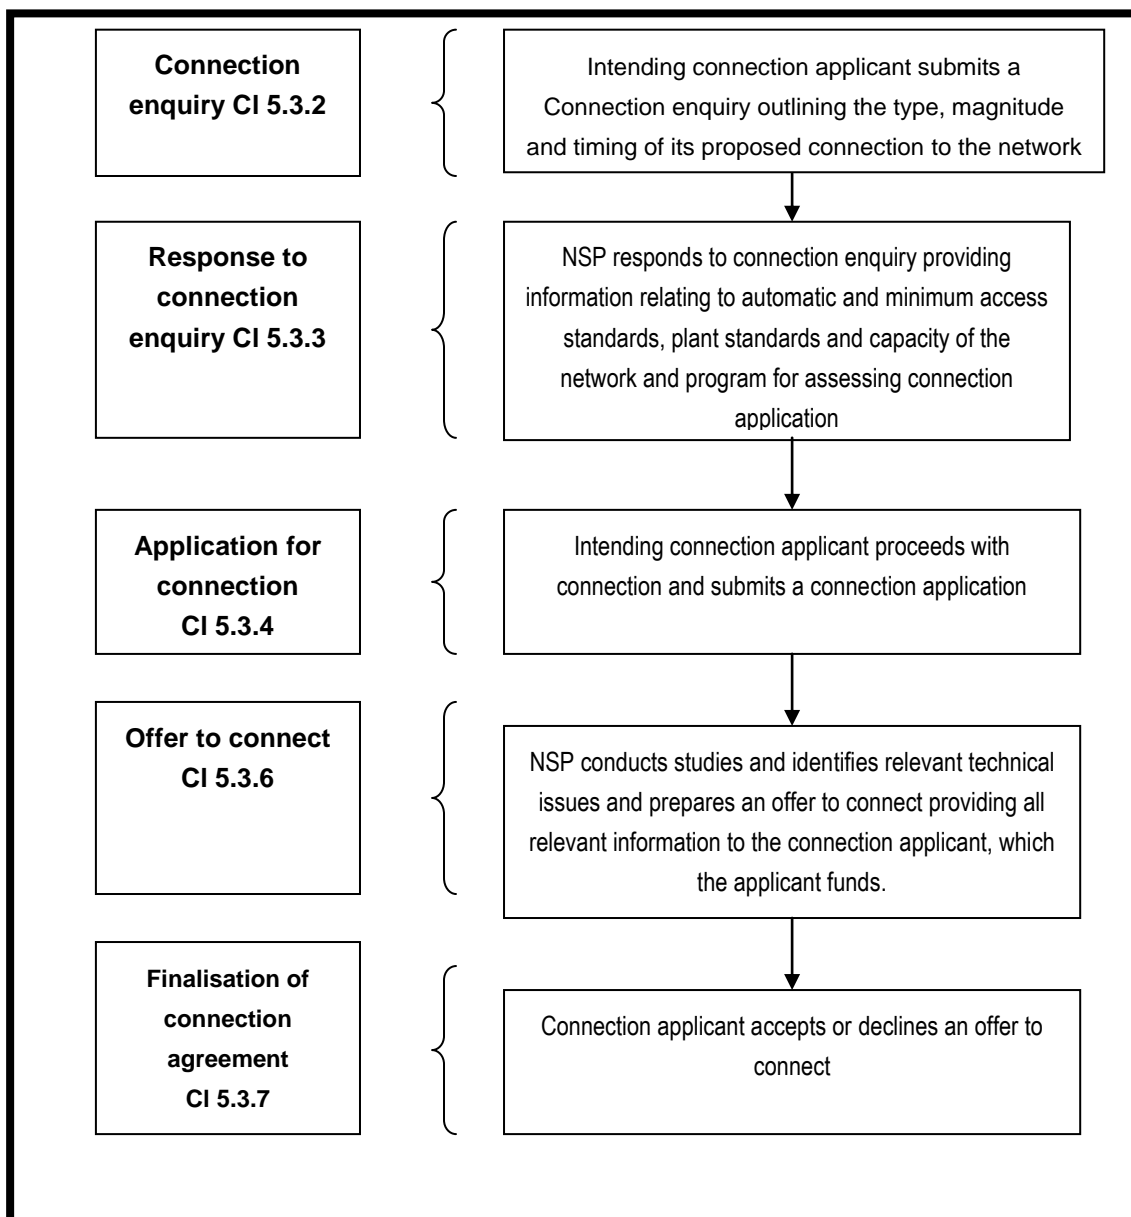 Connection
enquiry Cl 5.3.2
Intending connection applicant submits a
Connection enquiry outlining the type, magnitude
and timing of its proposed connection to the network
Response to
connection
enquiry Cl 5.3.3
NSP responds to connection enquiry providing
information relating to automatic and minimum access
standards, plant standards and capacity of the
network and program for assessing connection
application
Application for
connection
Cl 5.3.4
Intending connection applicant proceeds with
connection and submits a connection application
Offer to connect
Cl 5.3.6
NSP conducts studies and identifies relevant technical
issues and prepares an offer to connect providing all
relevant information to the connection applicant, which
the applicant funds.
Finalisation of
connection
agreement
Cl 5.3.7
Connection applicant accepts or declines an offer to
connect